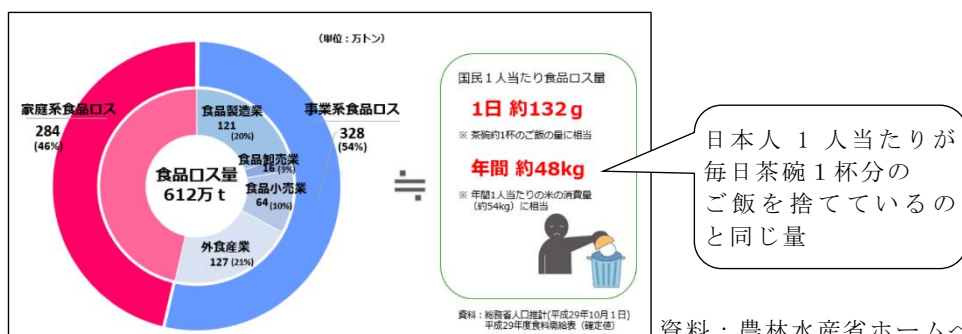 (単位：万トン)
家庭系食品ロス
284
(46%)
食品製造業
121
(20%)
事業系食品ロス
328
(54%)
食品卸売業
16 (3%)
食品ロス量
612万t
食品小売業
64 (10%)
外食産業
127 (21%)
≒
国民1人当たり食品ロス量
1日 約132g
※ 茶碗約1杯のご飯の量に相当
年間 約48kg
※ 年間1人当たりの米の消費量
(約54kg) に相当
資料：総務省人口推計(平成29年10月1日)
平成29年度食料需給表（確定値）
日本人1人当たりが
毎日茶碗1杯分の
ご飯を捨てているの
と同じ量
資料：農林水産省ホームペ